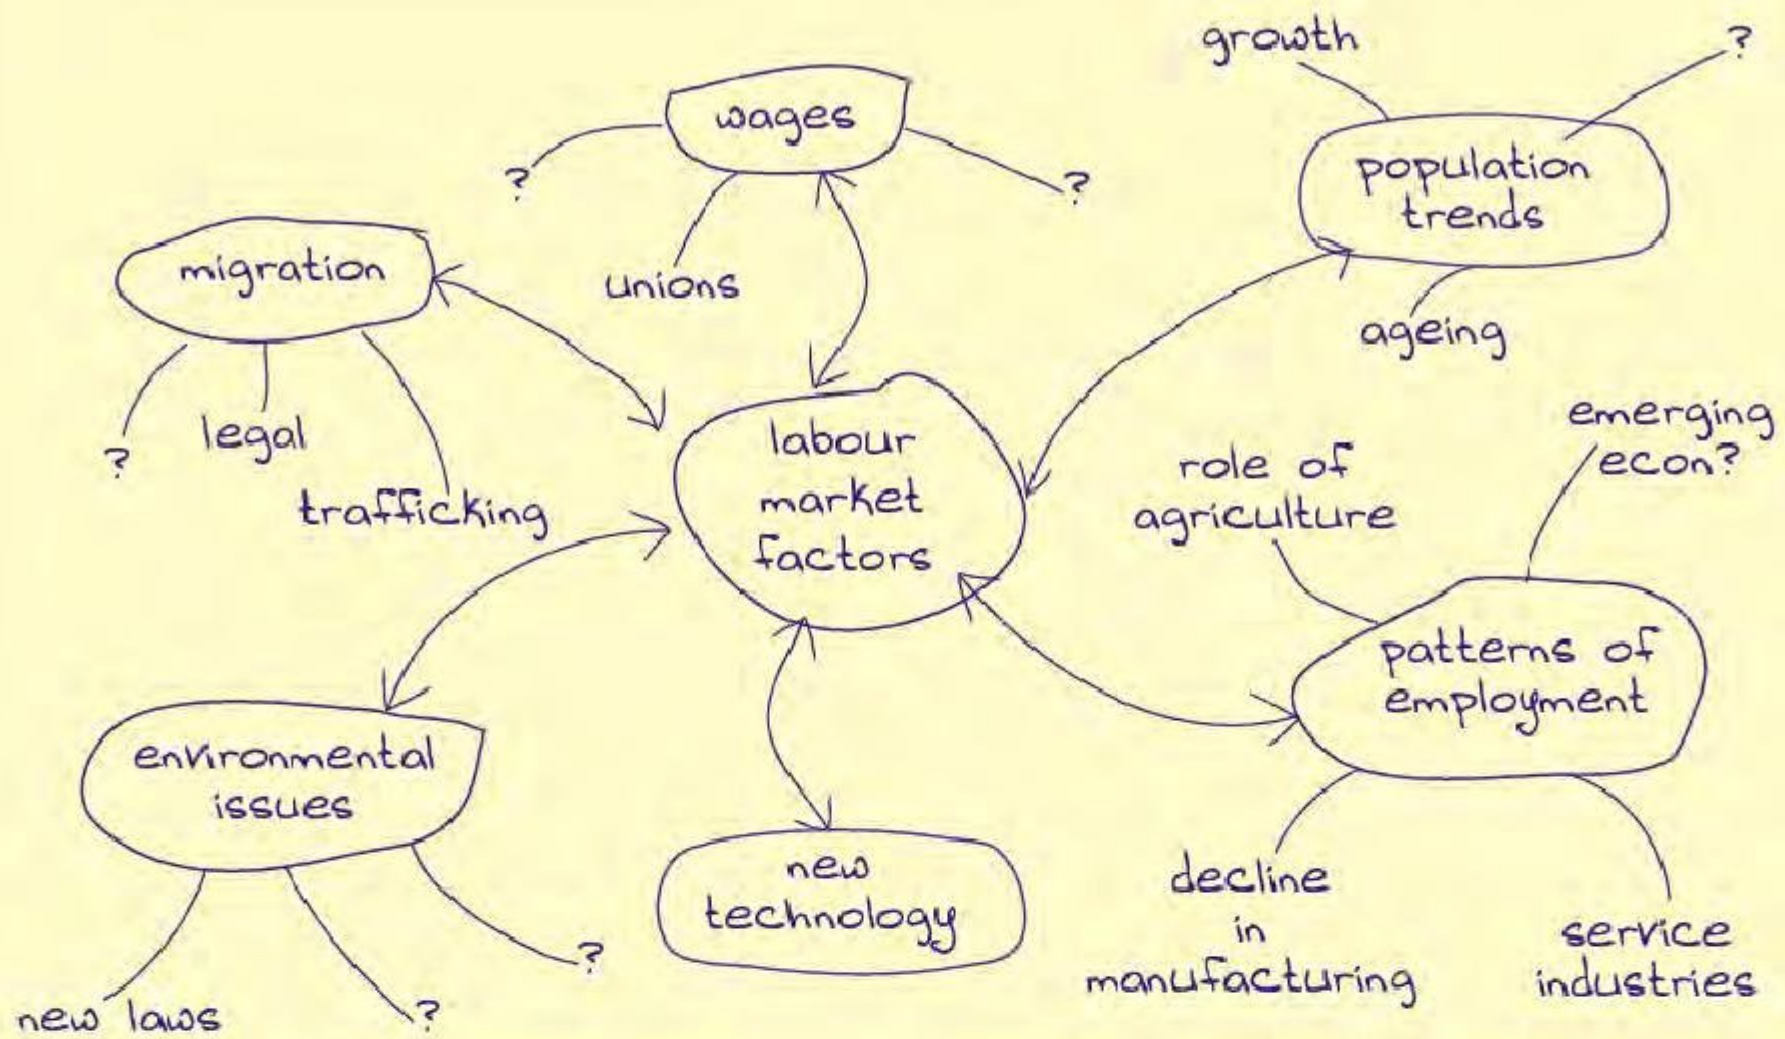 growth
?
wages
population
trends
?
?
migration
unions
ageing
?
legal
trafficking
labour
market
factors
role of
agriculture
emerging
econ?
patterns of
employment
environmental
issues
new
technology
decline
in
manufacturing
service
industries
new laws
?
?